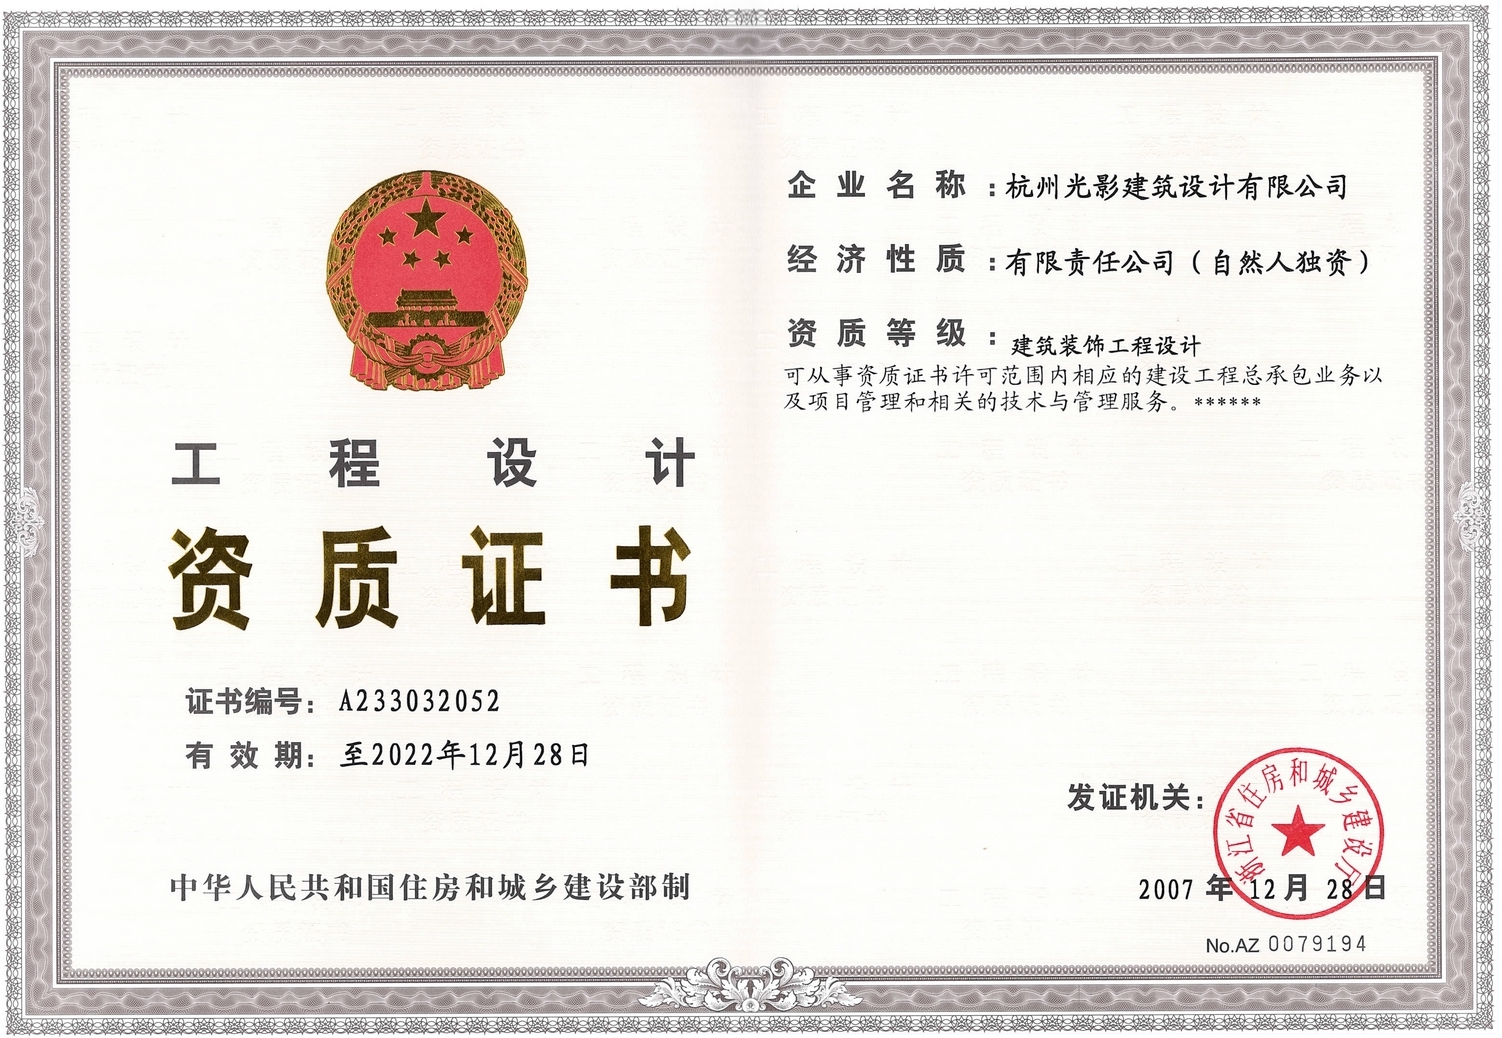 工程设计
资质证书
证书编号：A233032052
有效期：至2022年12月28日
中华人民共和国住房和城乡建设部制
企业名称：杭州光影建筑设计有限公司
经济性质：有限责任公司（自然人独资）
资质等级：建筑装饰工程设计
可从事资质证书许可范围内相应的建设工程总承包业务以
及项目管理和相关的技术与管理服务。******
发证机关：
浙江省住房和城乡建设厅
2007年12月28日
No.AZ 0079194